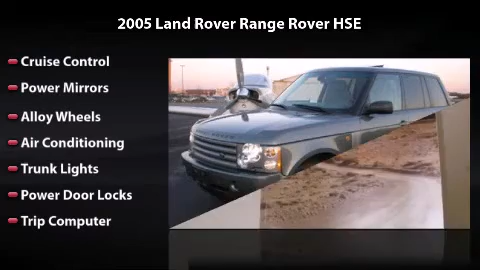 2005 Land Rover Range Rover HSE
Cruise Control
Power Mirrors
Alloy Wheels
Air Conditioning
Trunk Lights
Power Door Locks
Trip Computer